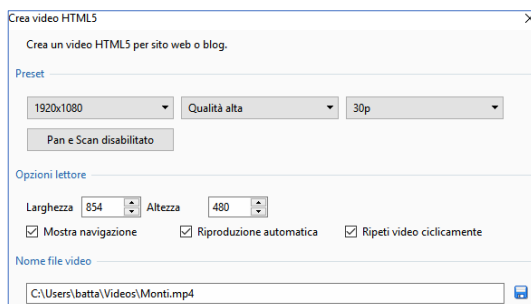 Crea video HTML5
Crea un video HTML5 per sito web o blog.
Preset
1920x1080 Qualità alta 30p
Pan e Scan disabilitato
Opzioni lettore
Larghezza 854 Altezza 480
Mostra navigazione Riproduzione automatica Ripeti video ciclicamente
Nome file video
C:\Users\batta\Videos\Monti.mp4